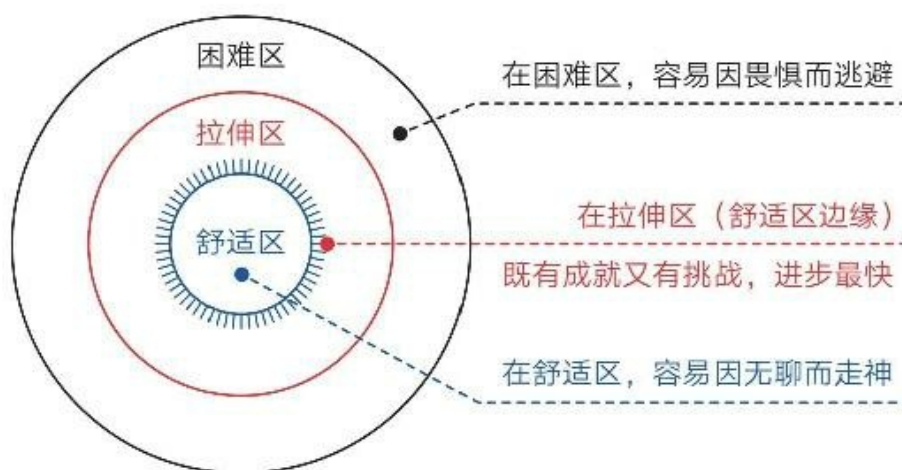 困难区
在困难区，容易因畏惧而逃避
拉伸区
在拉伸区（舒适区边缘）
舒适区
既有成就又有挑战，进步最快
在舒适区，容易因无聊而走神